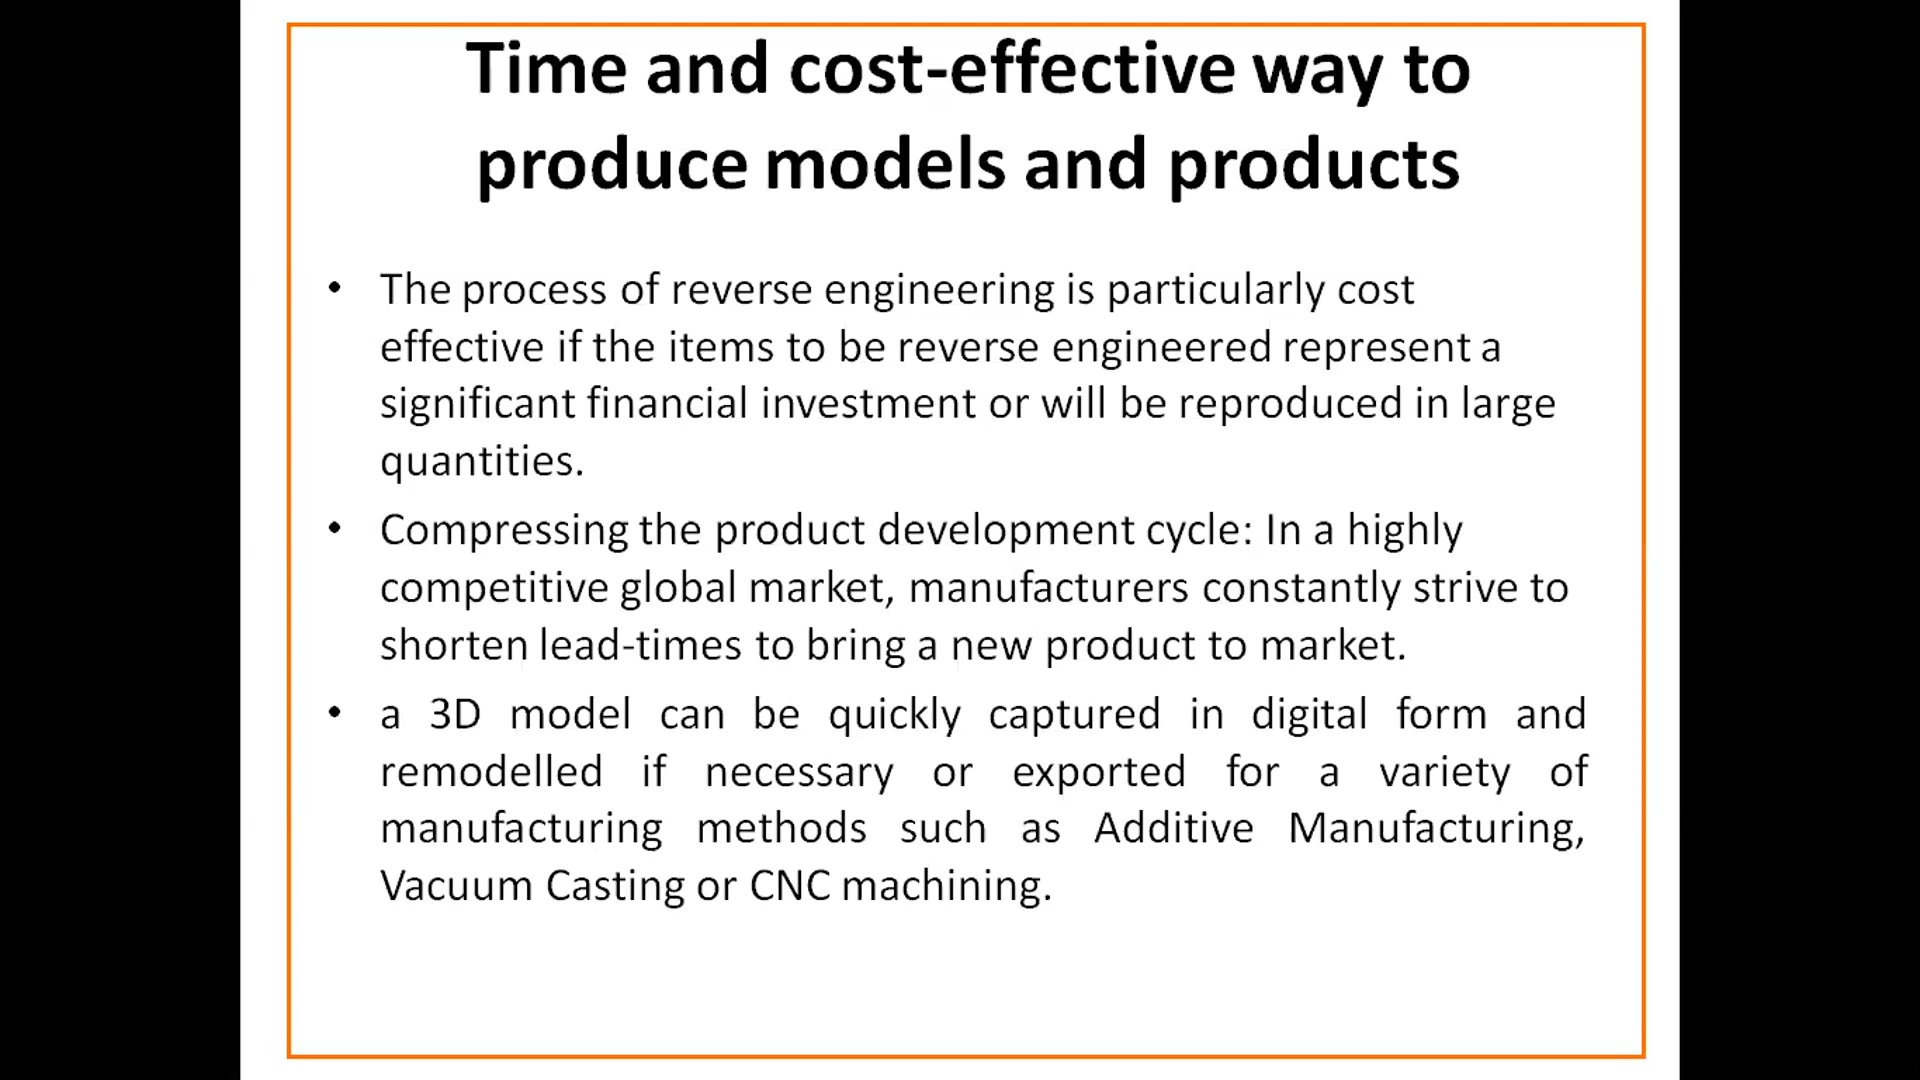 Time and cost-effective way to
produce models and products
• The process of reverse engineering is particularly cost
effective if the items to be reverse engineered represent a
significant financial investment or will be reproduced in large
quantities.
• Compressing the product development cycle: In a highly
competitive global market, manufacturers constantly strive to
shorten lead-times to bring a new product to market.
• a 3D model can be quickly captured in digital form and
remodelled if necessary or exported for a variety of
manufacturing methods such as Additive Manufacturing,
Vacuum Casting or CNC machining.